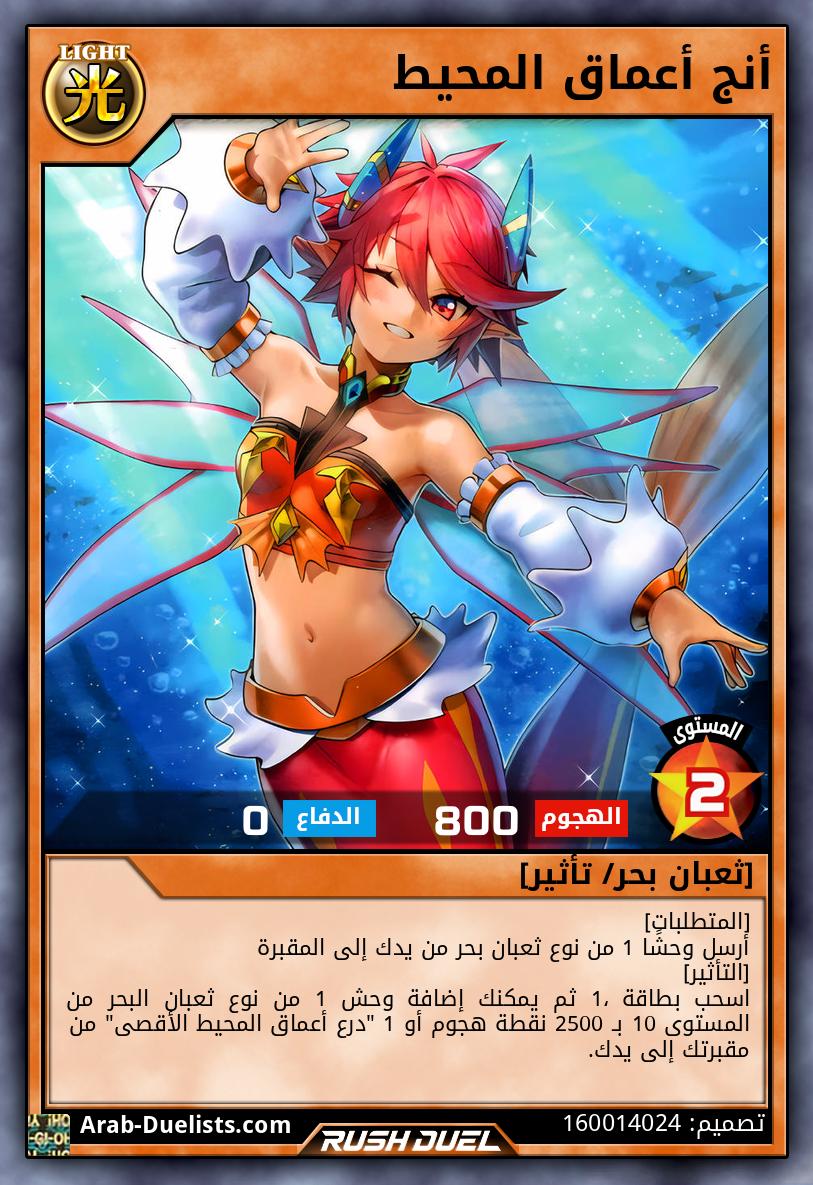 LIGHT
光
أنج أعماق المحيط
المستوى
2
الهجوم 800 الدفاع 0
[ثعبان بحر/ تأثير]
[المتطلبات]
أرسل وحشًا 1 من نوع ثعبان بحر من يدك إلى المقبرة
[التأثير]
اسحب بطاقة 1، ثم يمكنك إضافة وحش 1 من نوع ثعبان البحر من
المستوى 10 بـ 2500 نقطة هجوم أو 1 "درع أعماق المحيط الأقصى" من
مقبرتك إلى يدك.
تصميم: 160014024
Arab-Duelists.com
RUSH DUEL